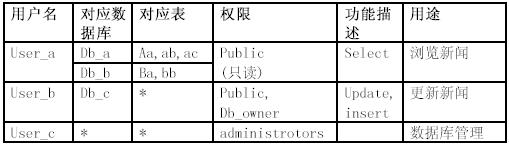 用户名 对应数据库 对应表 权限 功能描述 用途
User_a Db_a Aa,ab,ac Public (只读) Select 浏览新闻
Db_b Ba,bb
User_b Db_c * Public, Db_owner Update, insert 更新新闻
User_c * * administrotors 数据库管理